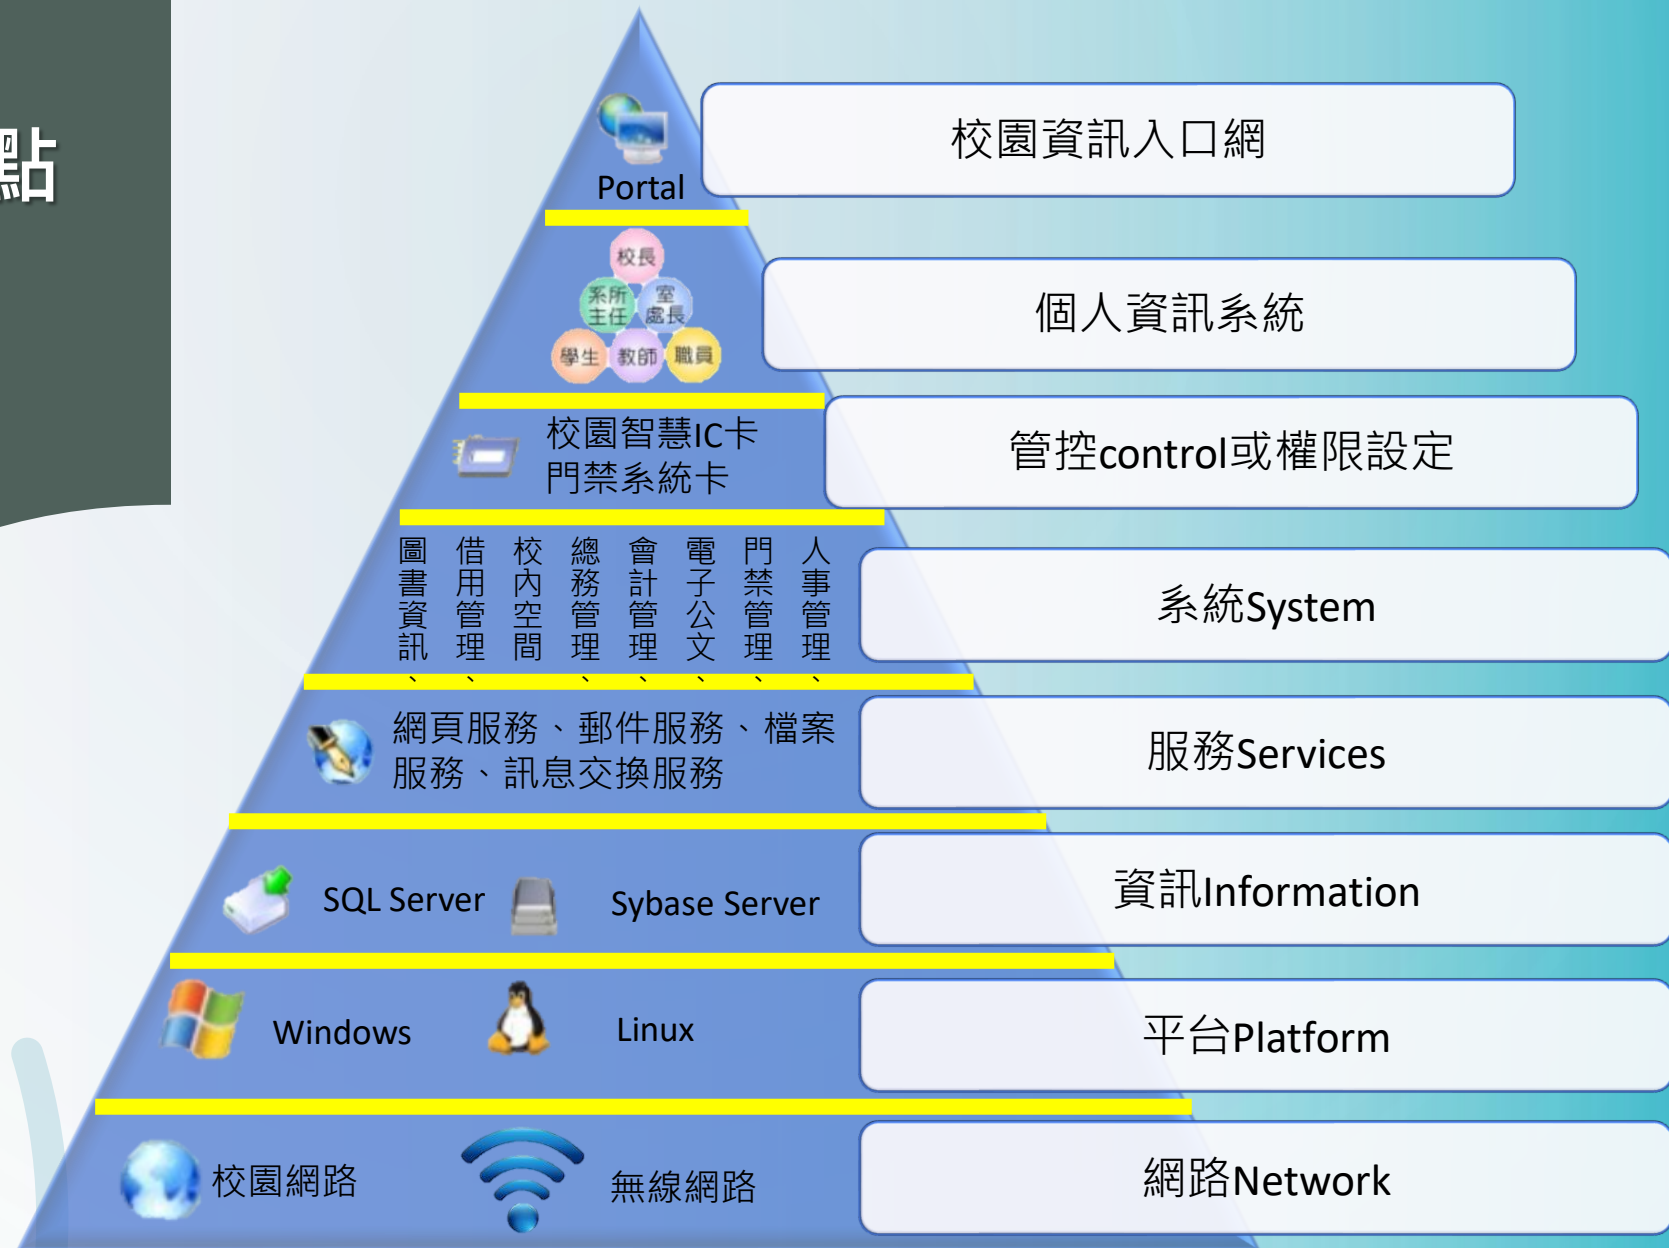 點
Portal
校園資訊入口網
校長
系所
主任
室
處長
學生
教師
職員
個人資訊系統
校園智慧IC卡
門禁系統卡
管控control或權限設定
人事管理、
門禁管理、
電子公文、
會計管理、
總務管理、
校內空間
借用管理、
圖書資訊、
系統System
網頁服務、郵件服務、檔案
服務、訊息交換服務
服務Services
SQL Server
Sybase Server
資訊Information
Windows
Linux
平台Platform
校園網路
無線網路
網路Network